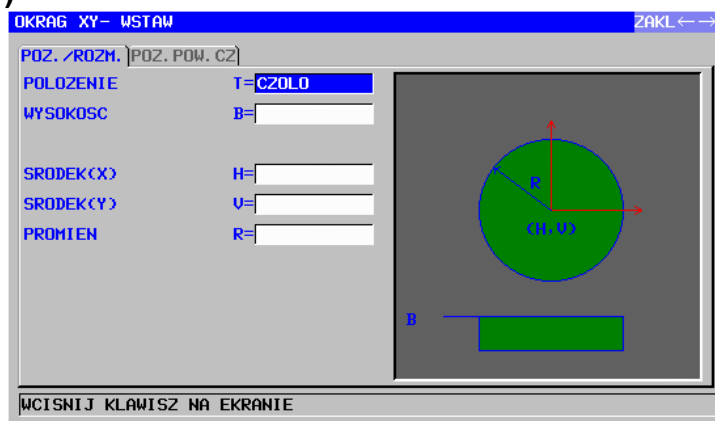 OKRAG XY- WSTAW ZAKL←→
POZ./ROZM. POZ.POW.CZ
POLOZENIE T=CZOLO
WYSOKOSC B=
SRODEK(X) H=
SRODEK(Y) V=
PROMIEN R=
R
(H,V)
B
WCISNIJ KLAWISZ NA EKRANIE